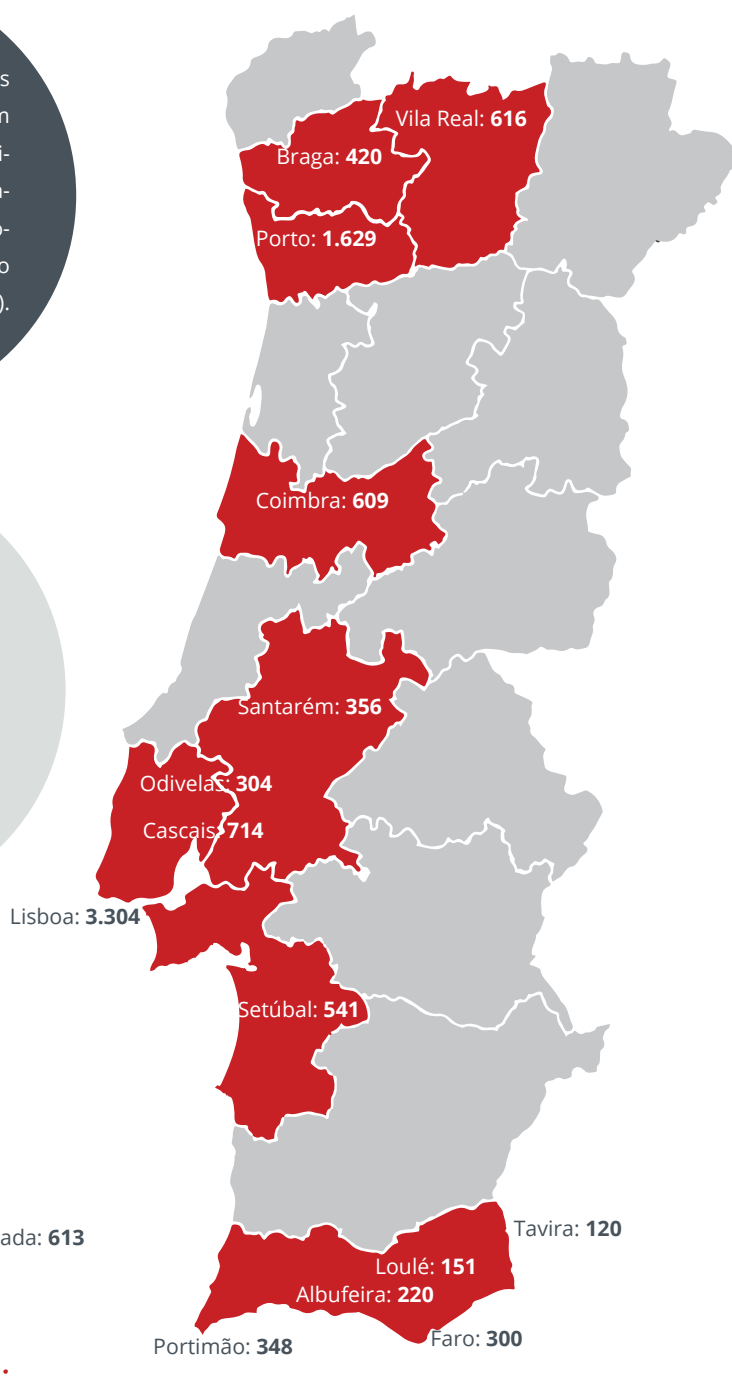 Vila Real: 616
Braga: 420
Porto: 1.629
Coimbra: 609
Santarém: 356
Odivelas: 304
Cascais: 714
Lisboa: 3.304
Setúbal: 541
ada: 613
Tavira: 120
Loulé: 151
Albufeira: 220
Faro: 300
Portimão: 348